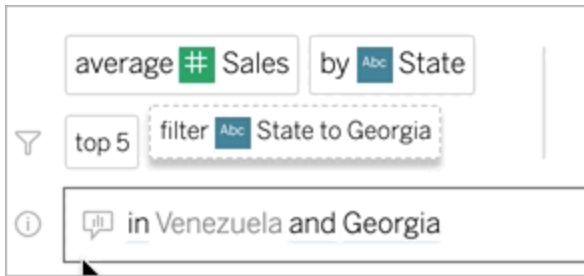 average # Sales by Abc State
top 5 filter Abc State to Georgia
in Venezuela and Georgia